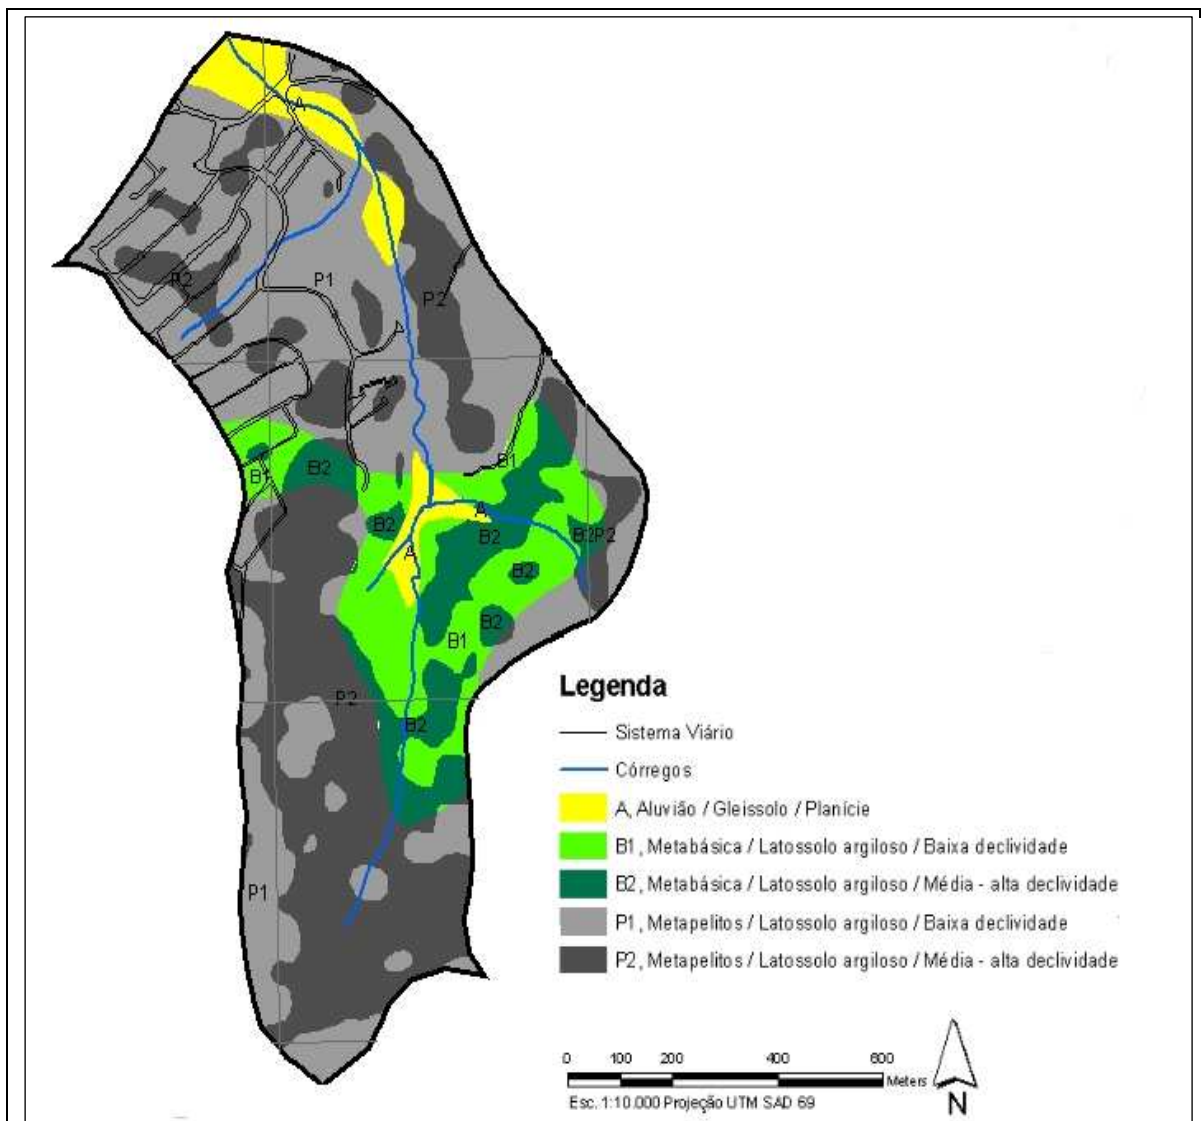 A
P2
P1
P2
B1
B1
B2
B2
A
B2
B2
P2
A
B2
B2
B1
P2
B2
P1
Legenda
Sistema Viário
Córregos
A, Aluvião / Gleissolo / Planície
B1, Metabásica / Latossolo argiloso / Baixa declividade
B2, Metabásica / Latossolo argiloso / Média - alta declividade
P1, Metapelitos / Latossolo argiloso / Baixa declividade
P2, Metapelitos / Latossolo argiloso / Média - alta declividade
0 100 200 400 600
Meters
Esc. 1:10.000 Projeção UTM SAD 69
N